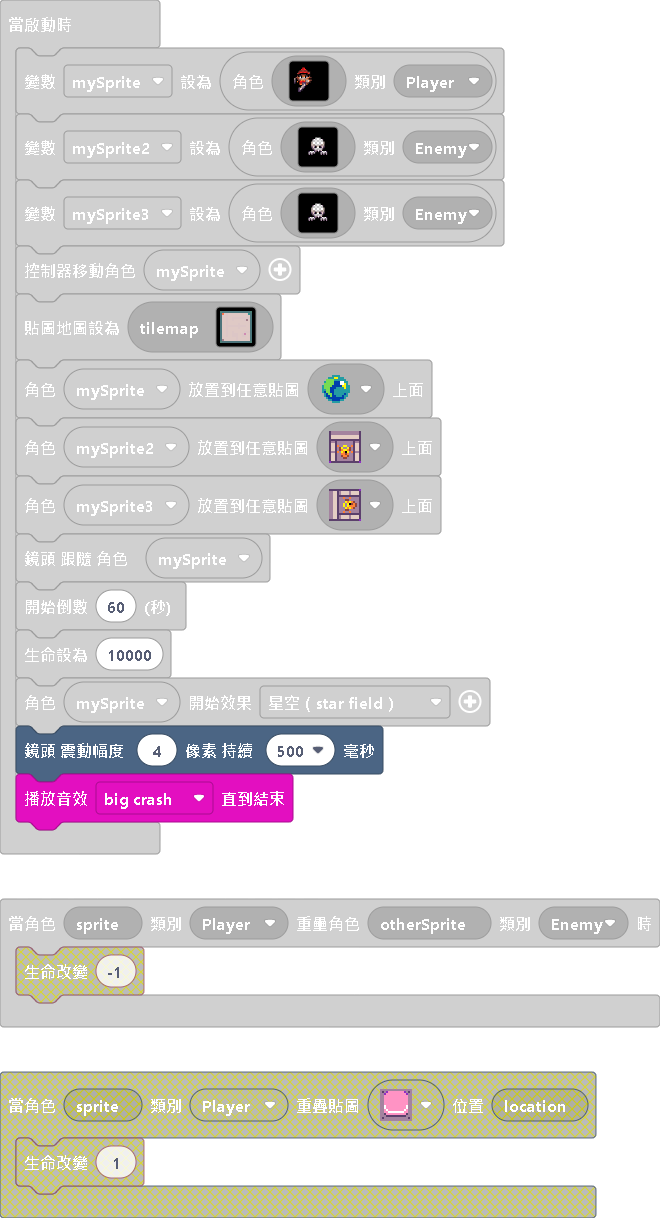 當啟動時
變數 mySprite 設為 角色 類別 Player
變數 mySprite2 設為 角色 類別 Enemy
變數 mySprite3 設為 角色 類別 Enemy
控制器移動角色 mySprite
貼圖地圖設為 tilemap
角色 mySprite 放置到任意貼圖 上面
角色 mySprite2 放置到任意貼圖 上面
角色 mySprite3 放置到任意貼圖 上面
鏡頭 跟隨 角色 mySprite
開始倒數 60 (秒)
生命設為 10000
角色 mySprite 開始效果 星空 ( star field )
鏡頭 震動幅度 4 像素 持續 500 毫秒
播放音效 big crash 直到結束
當角色 sprite 類別 Player 重疊角色 otherSprite 類別 Enemy 時
生命改變 -1
當角色 sprite 類別 Player 重疊貼圖 位置 location
生命改變 1